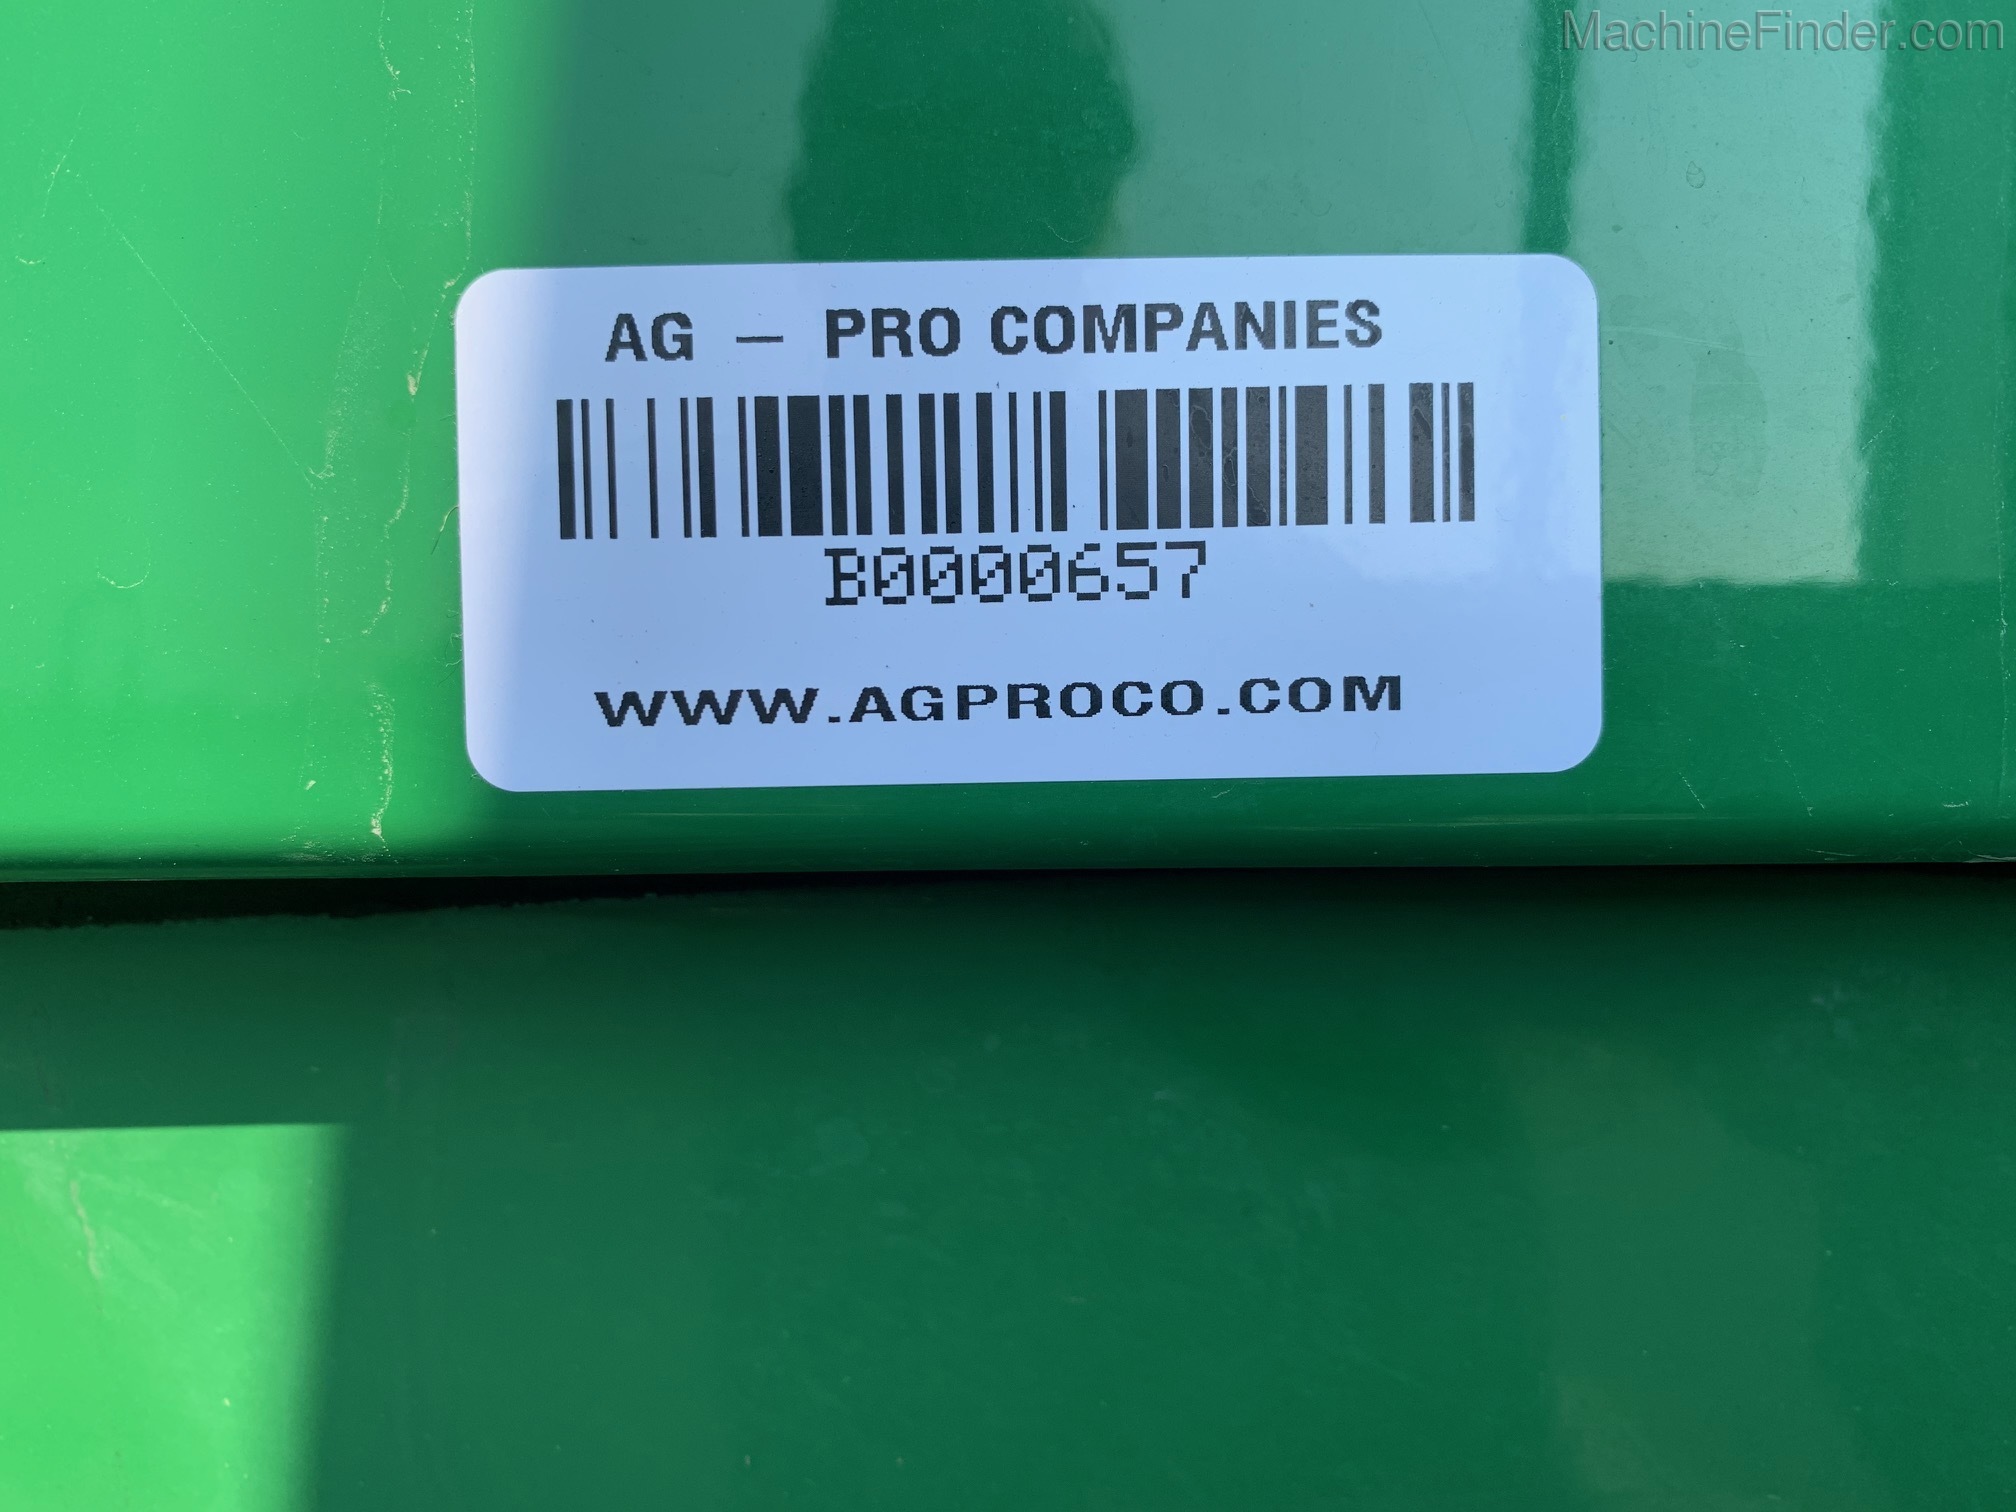 MachineFinder.com
AG – PRO COMPANIES
B0000657
WWW.AGPROCO.COM